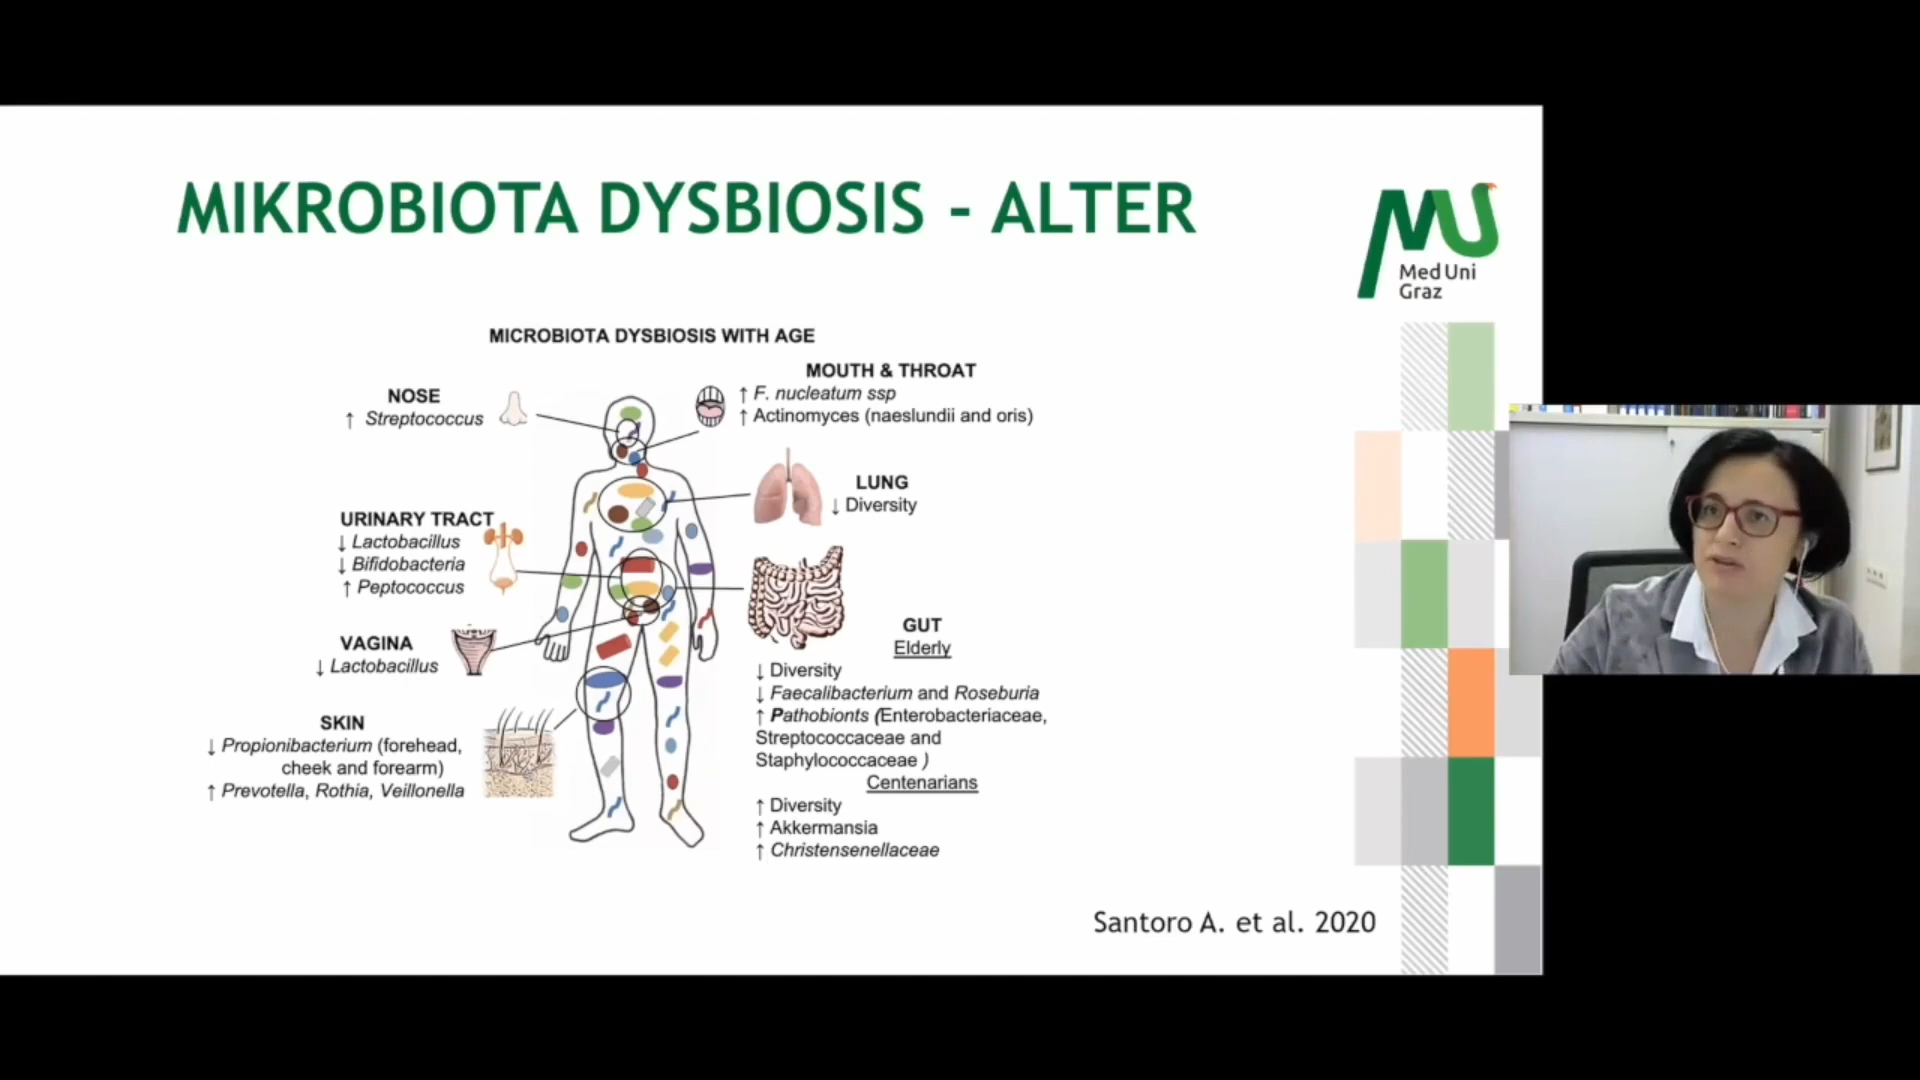 MIKROBIOTA DYSBIOSIS - ALTER
Med Uni
Graz
MICROBIOTA DYSBIOSIS WITH AGE
NOSE
↑ Streptococcus
MOUTH & THROAT
↑ F. nucleatum ssp
↑ Actinomyces (naeslundii and oris)
LUNG
↓ Diversity
URINARY TRACT
↓ Lactobacillus
↓ Bifidobacteria
↑ Peptococcus
VAGINA
↓ Lactobacillus
SKIN
↓ Propionibacterium (forehead,
cheek and forearm)
↑ Prevotella, Rothia, Veillonella
GUT
Elderly
↓ Diversity
↓ Faecalibacterium and Roseburia
↑ Pathobionts (Enterobacteriaceae,
Streptococcaceae and
Staphylococcaceae )
Centenarians
↑ Diversity
↑ Akkermansia
↑ Christensenellaceae
Santoro A. et al. 2020